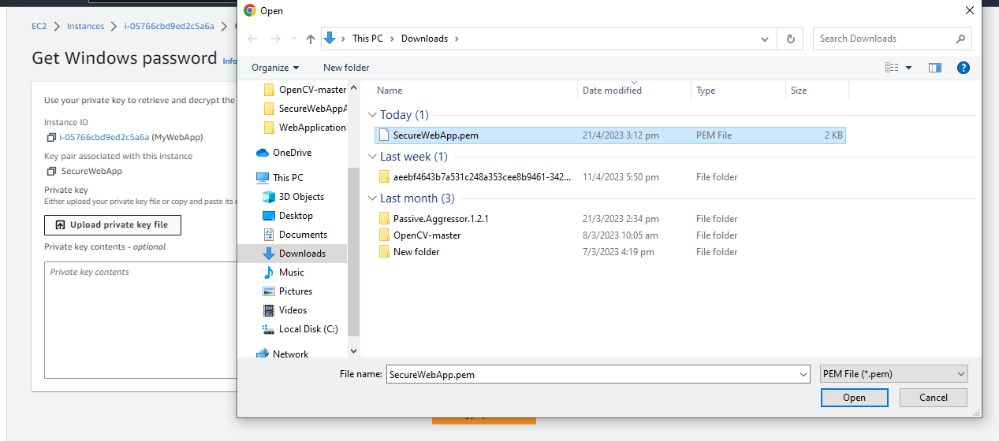 Open
EC2 > Instances > i-05766cbd9ed2c5a6a >
Get Windows password Info
Use your private key to retrieve and decrypt the
Instance ID
i-05766cbd9ed2c5a6a (MyWebApp)
Key pair associated with this instance
SecureWebApp
Private key
Either upload your private key file or copy and paste its
Upload private key file
Private key contents - optional
Private key contents
This PC > Downloads >
Search Downloads
Organize
New folder
OpenCV-master
SecureWebAppA
WebApplication
OneDrive
This PC
3D Objects
Desktop
Documents
Downloads
Music
Pictures
Videos
Local Disk (C:)
Network
Name Date modified Type Size
Today (1)
SecureWebApp.pem 21/4/2023 3:12 pm PEM File 2 KB
Last week (1)
aeebf4643b7a531c248a353cee8b9461-342... 11/4/2023 5:50 pm File folder
Last month (3)
Passive.Aggressor.1.2.1 21/3/2023 2:34 pm File folder
OpenCV-master 8/3/2023 10:05 am File folder
New folder 7/3/2023 4:19 pm File folder
File name: SecureWebApp.pem PEM File (*.pem)
Open Cancel